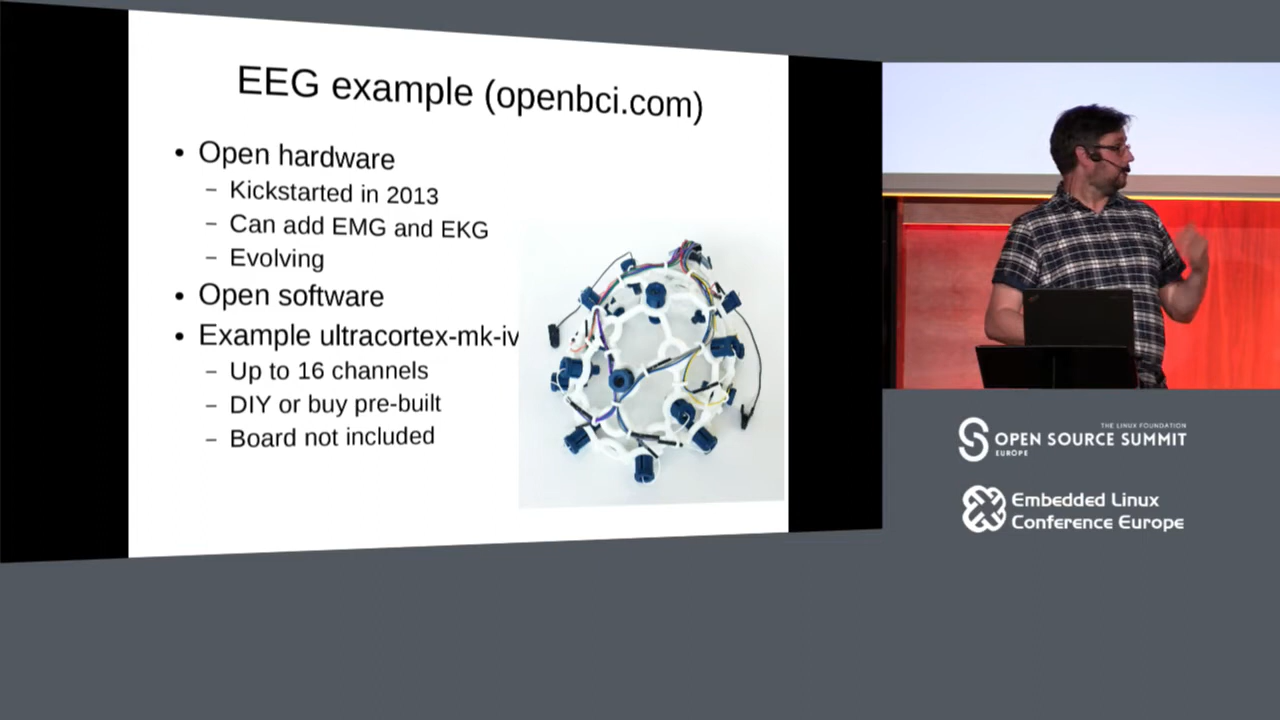 EEG example (openbci.com)
• Open hardware
– Kickstarted in 2013
– Can add EMG and EKG
– Evolving
• Open software
• Example ultracortex-mk-iv
– Up to 16 channels
– DIY or buy pre-built
– Board not included
THE LINUX FOUNDATION
OPEN SOURCE SUMMIT
EUROPE
Embedded Linux
Conference Europe